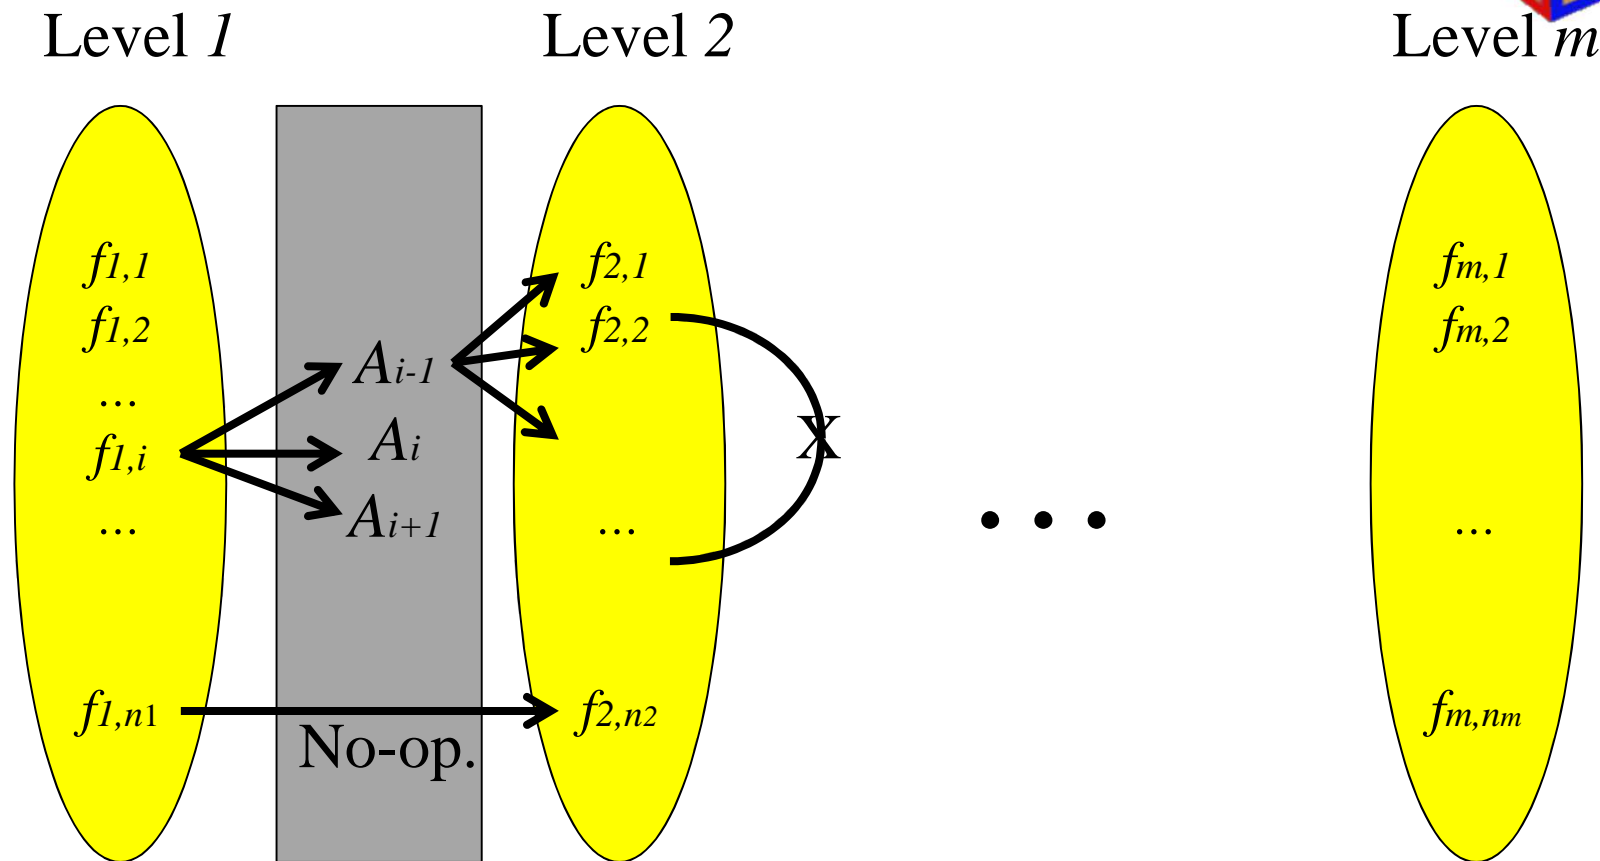 Level 1 Level 2 Level m
f1,1 f2,1 fm,1
f1,2 f2,2 fm,2
Ai-1
...
f1,i Ai X
Ai+1
... ... • • • ...
f1,n1 f2,n2 fm,nm
No-op.